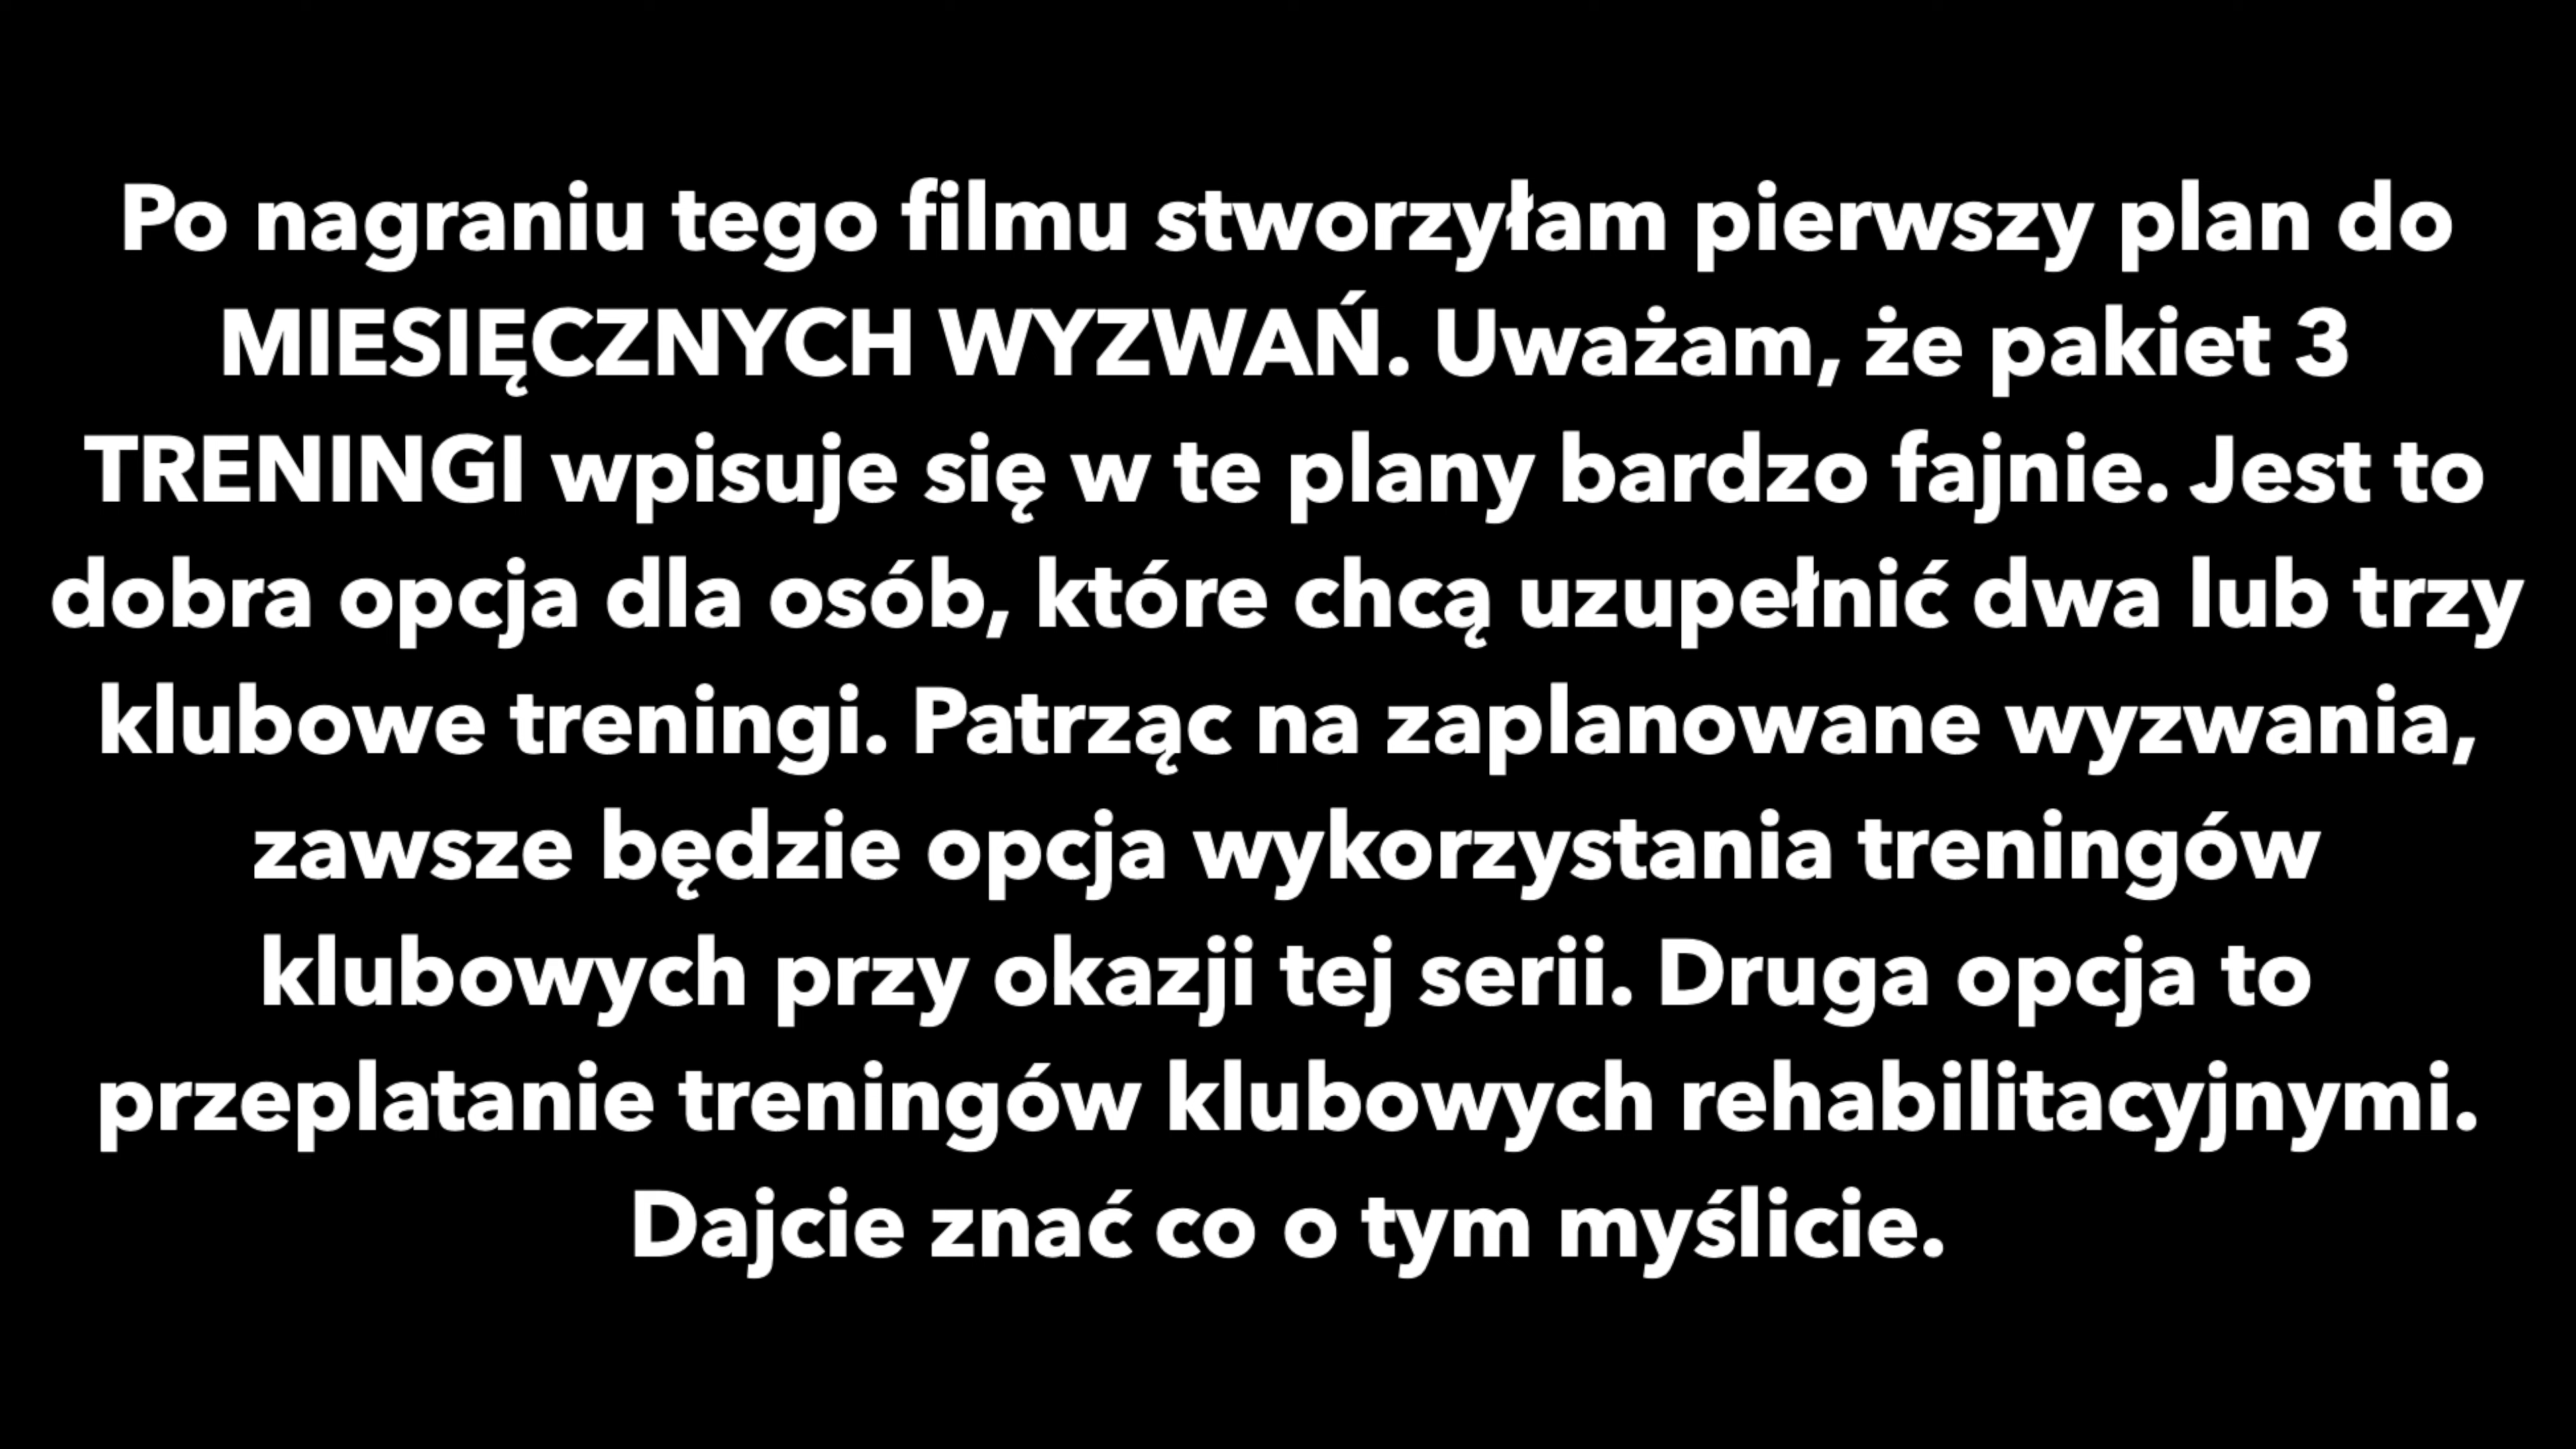 Po nagraniu tego filmu stworzyłam pierwszy plan do
MIESIĘCZNYCH WYZWAŃ. Uważam, że pakiet 3
TRENINGI wpisuje się w te plany bardzo fajnie. Jest to
dobra opcja dla osób, które chcą uzupełnić dwa lub trzy
klubowe treningi. Patrząc na zaplanowane wyzwania,
zawsze będzie opcja wykorzystania treningów
klubowych przy okazji tej serii. Druga opcja to
przeplatanie treningów klubowych rehabilitacyjnymi.
Dajcie znać co o tym myślicie.